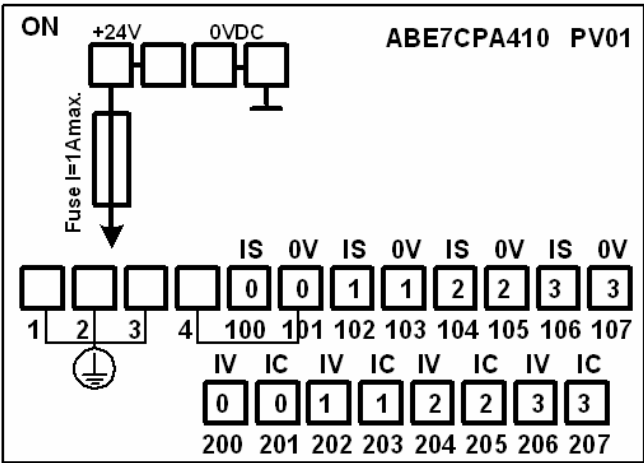 ON +24V 0VDC ABE7CPA410 PV01
Fuse I=1Amax.
IS 0V IS 0V IS 0V IS 0V
0 0 1 1 2 2 3 3
1 2 3 4 100 101 102 103 104 105 106 107
IV IC IV IC IV IC IV IC
0 0 1 1 2 2 3 3
200 201 202 203 204 205 206 207